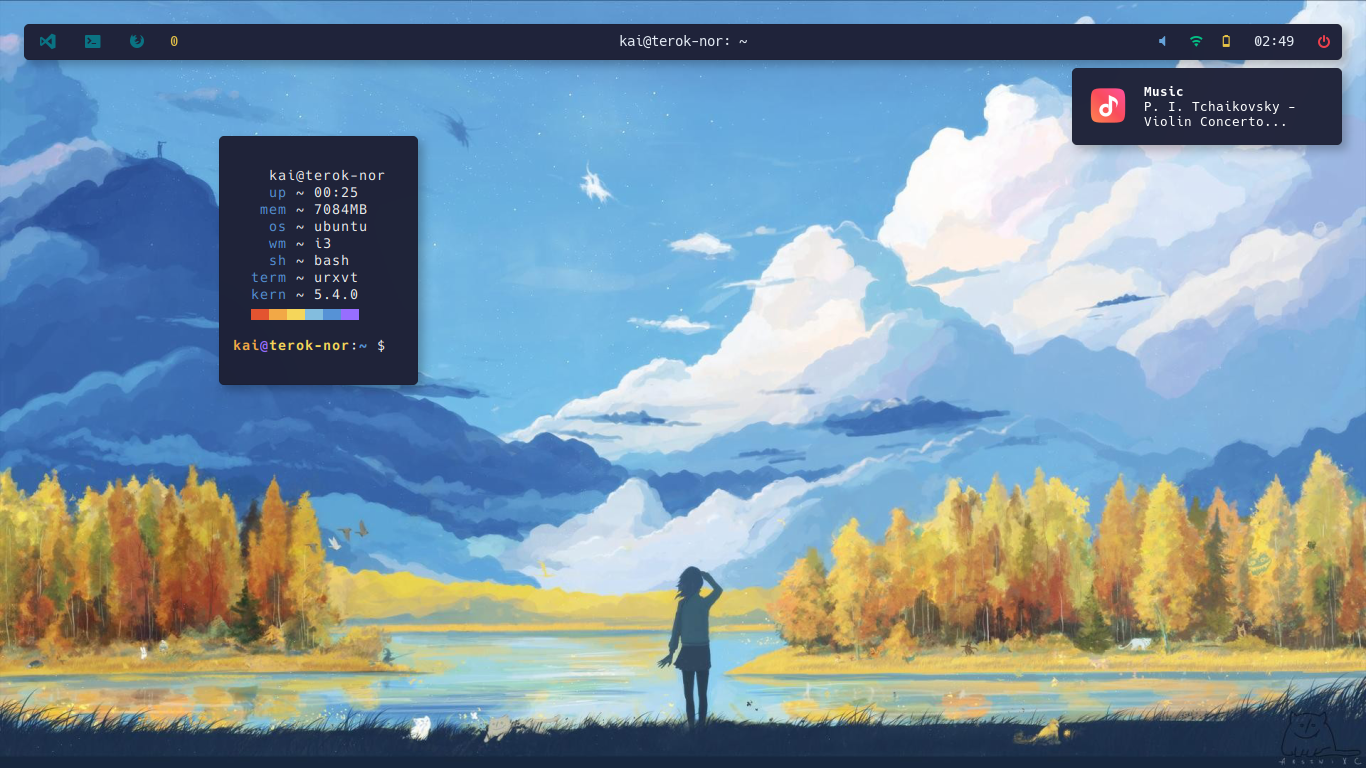 0
kai@terok-nor: ~
02:49
Music
P. I. Tchaikovsky –
Violin Concerto...
kai@terok-nor
up ~ 00:25
mem ~ 7084MB
os ~ ubuntu
wm ~ i3
sh ~ bash
term ~ urxvt
kern ~ 5.4.0
kai@terok-nor:~ $